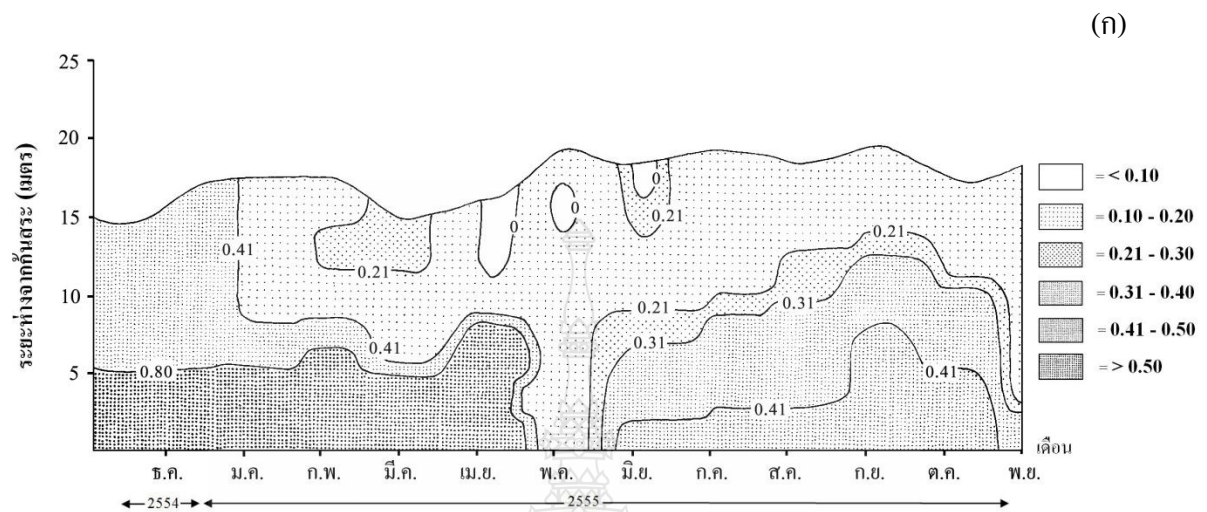 (ก)
ระยะห่างจากก้นสระ (เมตร)
25
20
15
10
5
0.41
0.80
0.21
0.41
0
0
0
0.21
0.21
0.31
0.41
0.31
0.21
0.41
= < 0.10
= 0.10 - 0.20
= 0.21 - 0.30
= 0.31 - 0.40
= 0.41 - 0.50
= > 0.50
เดือน
ธ.ค. ม.ค. ก.พ. มี.ค. เม.ย. พ.ค. มิ.ย. ก.ค. ส.ค. ก.ย. ต.ค. พ.ย.
2554 2555